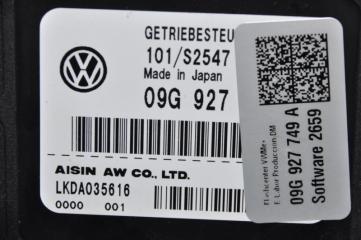 GETRIEBESTEU
101/S2547
Made in Japan
09G 927
AISIN AW CO., LTD.
LKDA035616
0000 001
09G 927 749 A
Software 2659